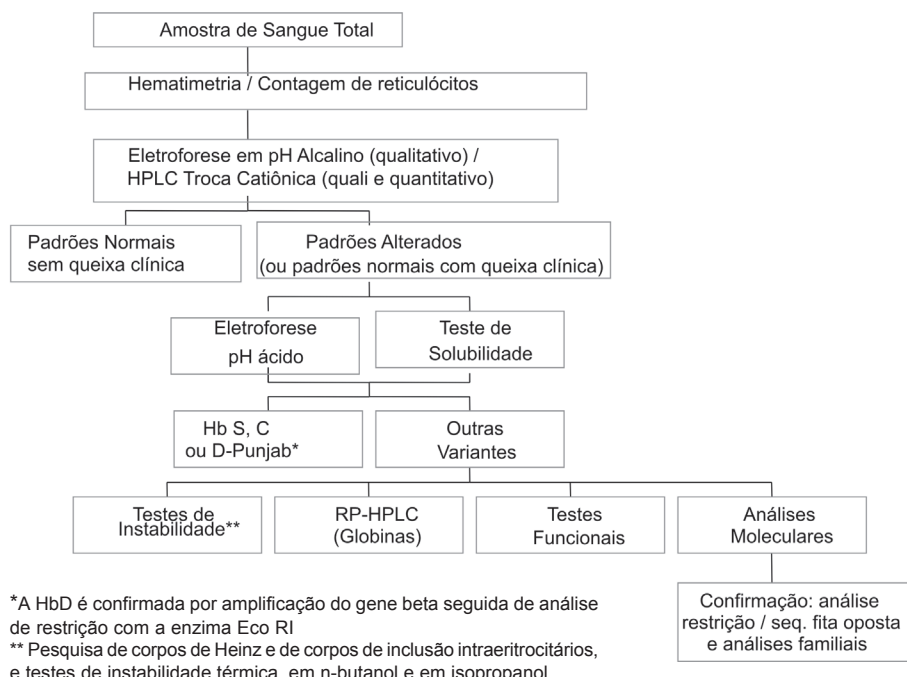 Amostra de Sangue Total
Hematimetria / Contagem de reticulócitos
Eletroforese em pH Alcalino (qualitativo) /
HPLC Troca Catiônica (quali e quantitativo)
Padrões Normais
sem queixa clínica
Padrões Alterados
(ou padrões normais com queixa clínica)
Eletroforese
pH ácido
Teste de
Solubilidade
Hb S, C
ou D-Punjab*
Outras
Variantes
Testes de
Instabilidade**
RP-HPLC
(Globinas)
Testes
Funcionais
Análises
Moleculares
Confirmação: análise
restrição / seq. fita oposta
e análises familiais
*A HbD é confirmada por amplificação do gene beta seguida de análise
de restrição com a enzima Eco RI
** Pesquisa de corpos de Heinz e de corpos de inclusão intraeritrocitários,
e testes de instabilidade térmica, em n-butanol e em isopropanol